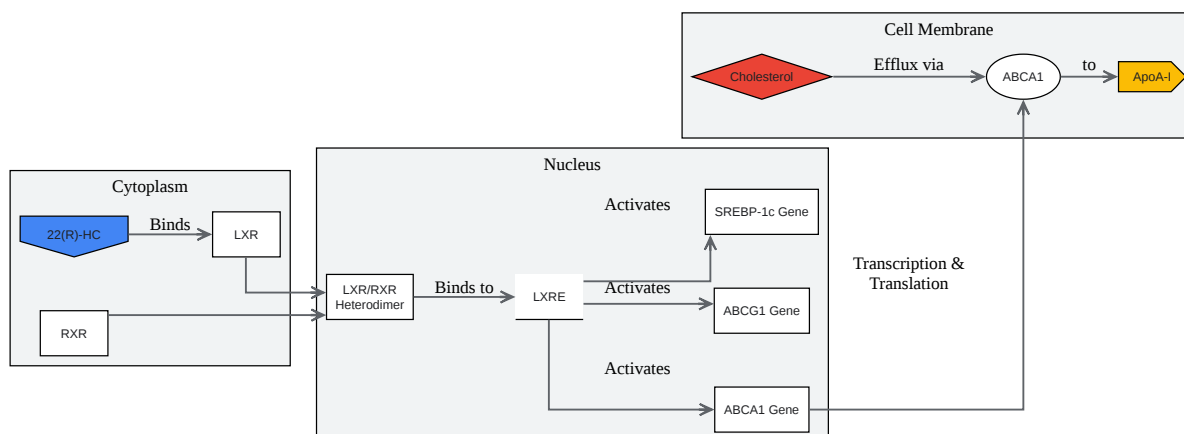 Cell Membrane
Cholesterol
Efflux via
ABCA1
to
ApoA-I
Nucleus
Cytoplasm
22(R)-HC
Binds
LXR
RXR
LXR/RXR
Heterodimer
Binds to
LXRE
Activates
SREBP-1c Gene
Activates
ABCG1 Gene
Activates
ABCA1 Gene
Transcription &
Translation